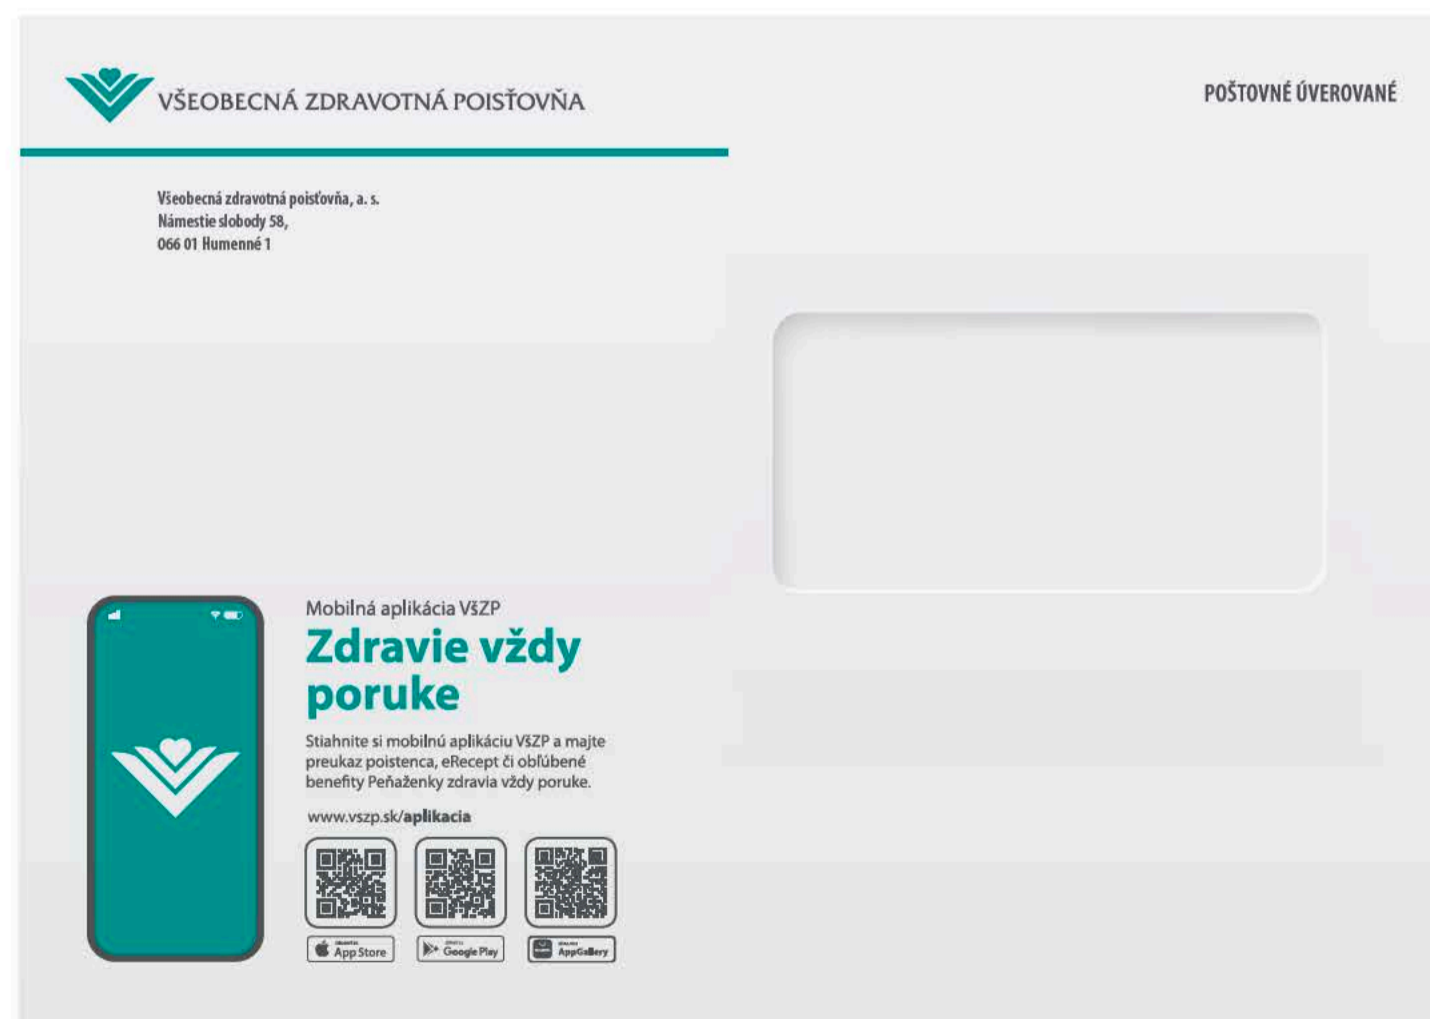 VŠEOBECNÁ ZDRAVOTNÁ POISŤOVŇA
POŠTOVNÉ ÚVEROVANÉ
Všeobecná zdravotná poisťovňa, a. s.
Námestie slobody 58,
066 01 Humenné 1
Mobilná aplikácia VšZP
Zdravie vždy
poruke
Stiahnite si mobilnú aplikáciu VšZP a majte
preukaz poistenca, eRecept či obľúbené
benefity Peňaženky zdravia vždy poruke.
www.vszp.sk/aplikacia
App Store
Google Play
AppGallery